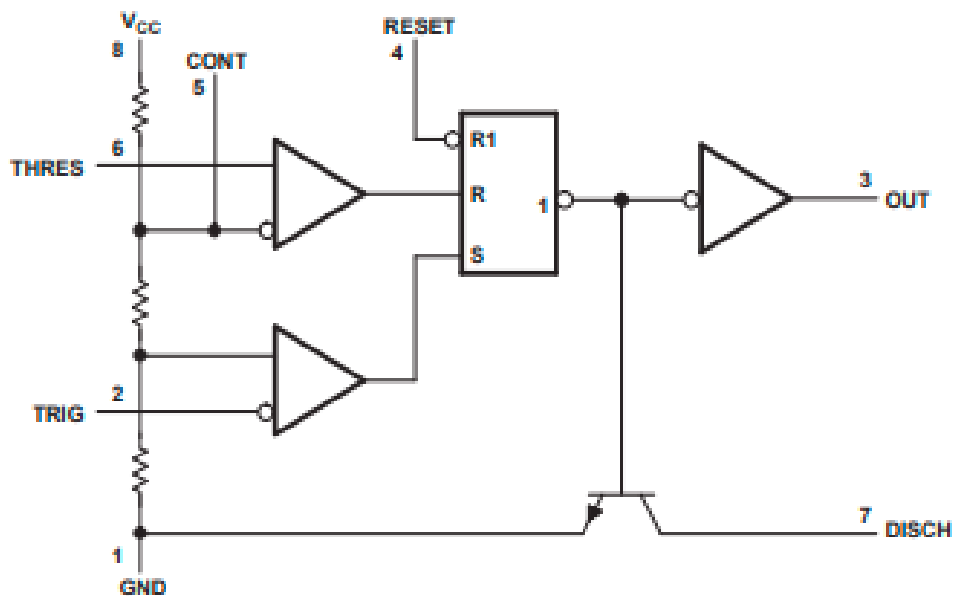 VCC
8
RESET
4
CONT
5
R1
THRES
6
R
1
3
OUT
S
2
TRIG
7
DISCH
1
GND